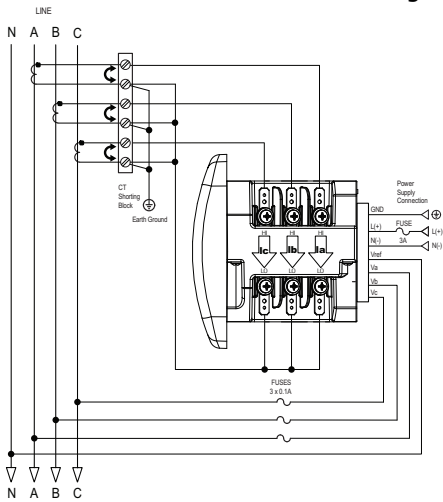 LINE
N A B C
CT
Shorting
Block
Earth Ground
Power
Supply
Connection
GND
L(+)
FUSE
L(+)
N(-)
3A
N(-)
Vref
Va
Vb
Vc
HI HI HI
Ic Ib Ia
LO LO LO
FUSES
3 x 0.1A
N A B C